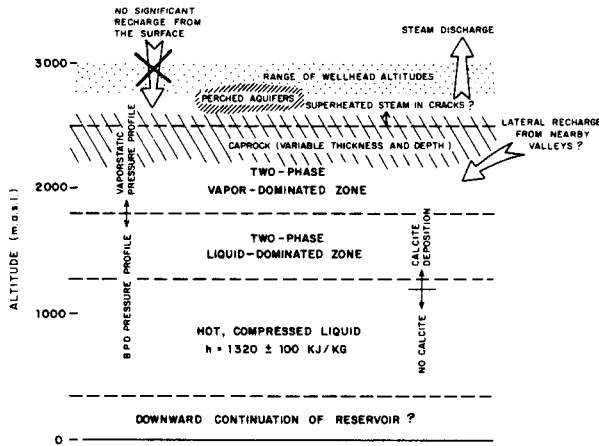 NO SIGNIFICANT
RECHARGE FROM
THE SURFACE
STEAM DISCHARGE
3000
RANGE OF WELLHEAD ALTITUDES
PERCHED AQUIFERS
SUPERHEATED STEAM IN CRACKS ?
LATERAL RECHARGE
FROM NEARBY
VALLEYS ?
CAPROCK (VARIABLE THICKNESS AND DEPTH)
VAPORSTATIC
PRESSURE PROFILE
TWO-PHASE
VAPOR-DOMINATED ZONE
2000
TWO-PHASE
LIQUID-DOMINATED ZONE
CALCITE
DEPOSITION
ALTITUDE (m.a.s.l.)
BPD PRESSURE PROFILE
1000
HOT, COMPRESSED LIQUID
h = 1320 ± 100 KJ/KG
NO CALCITE
DOWNWARD CONTINUATION OF RESERVOIR ?
0